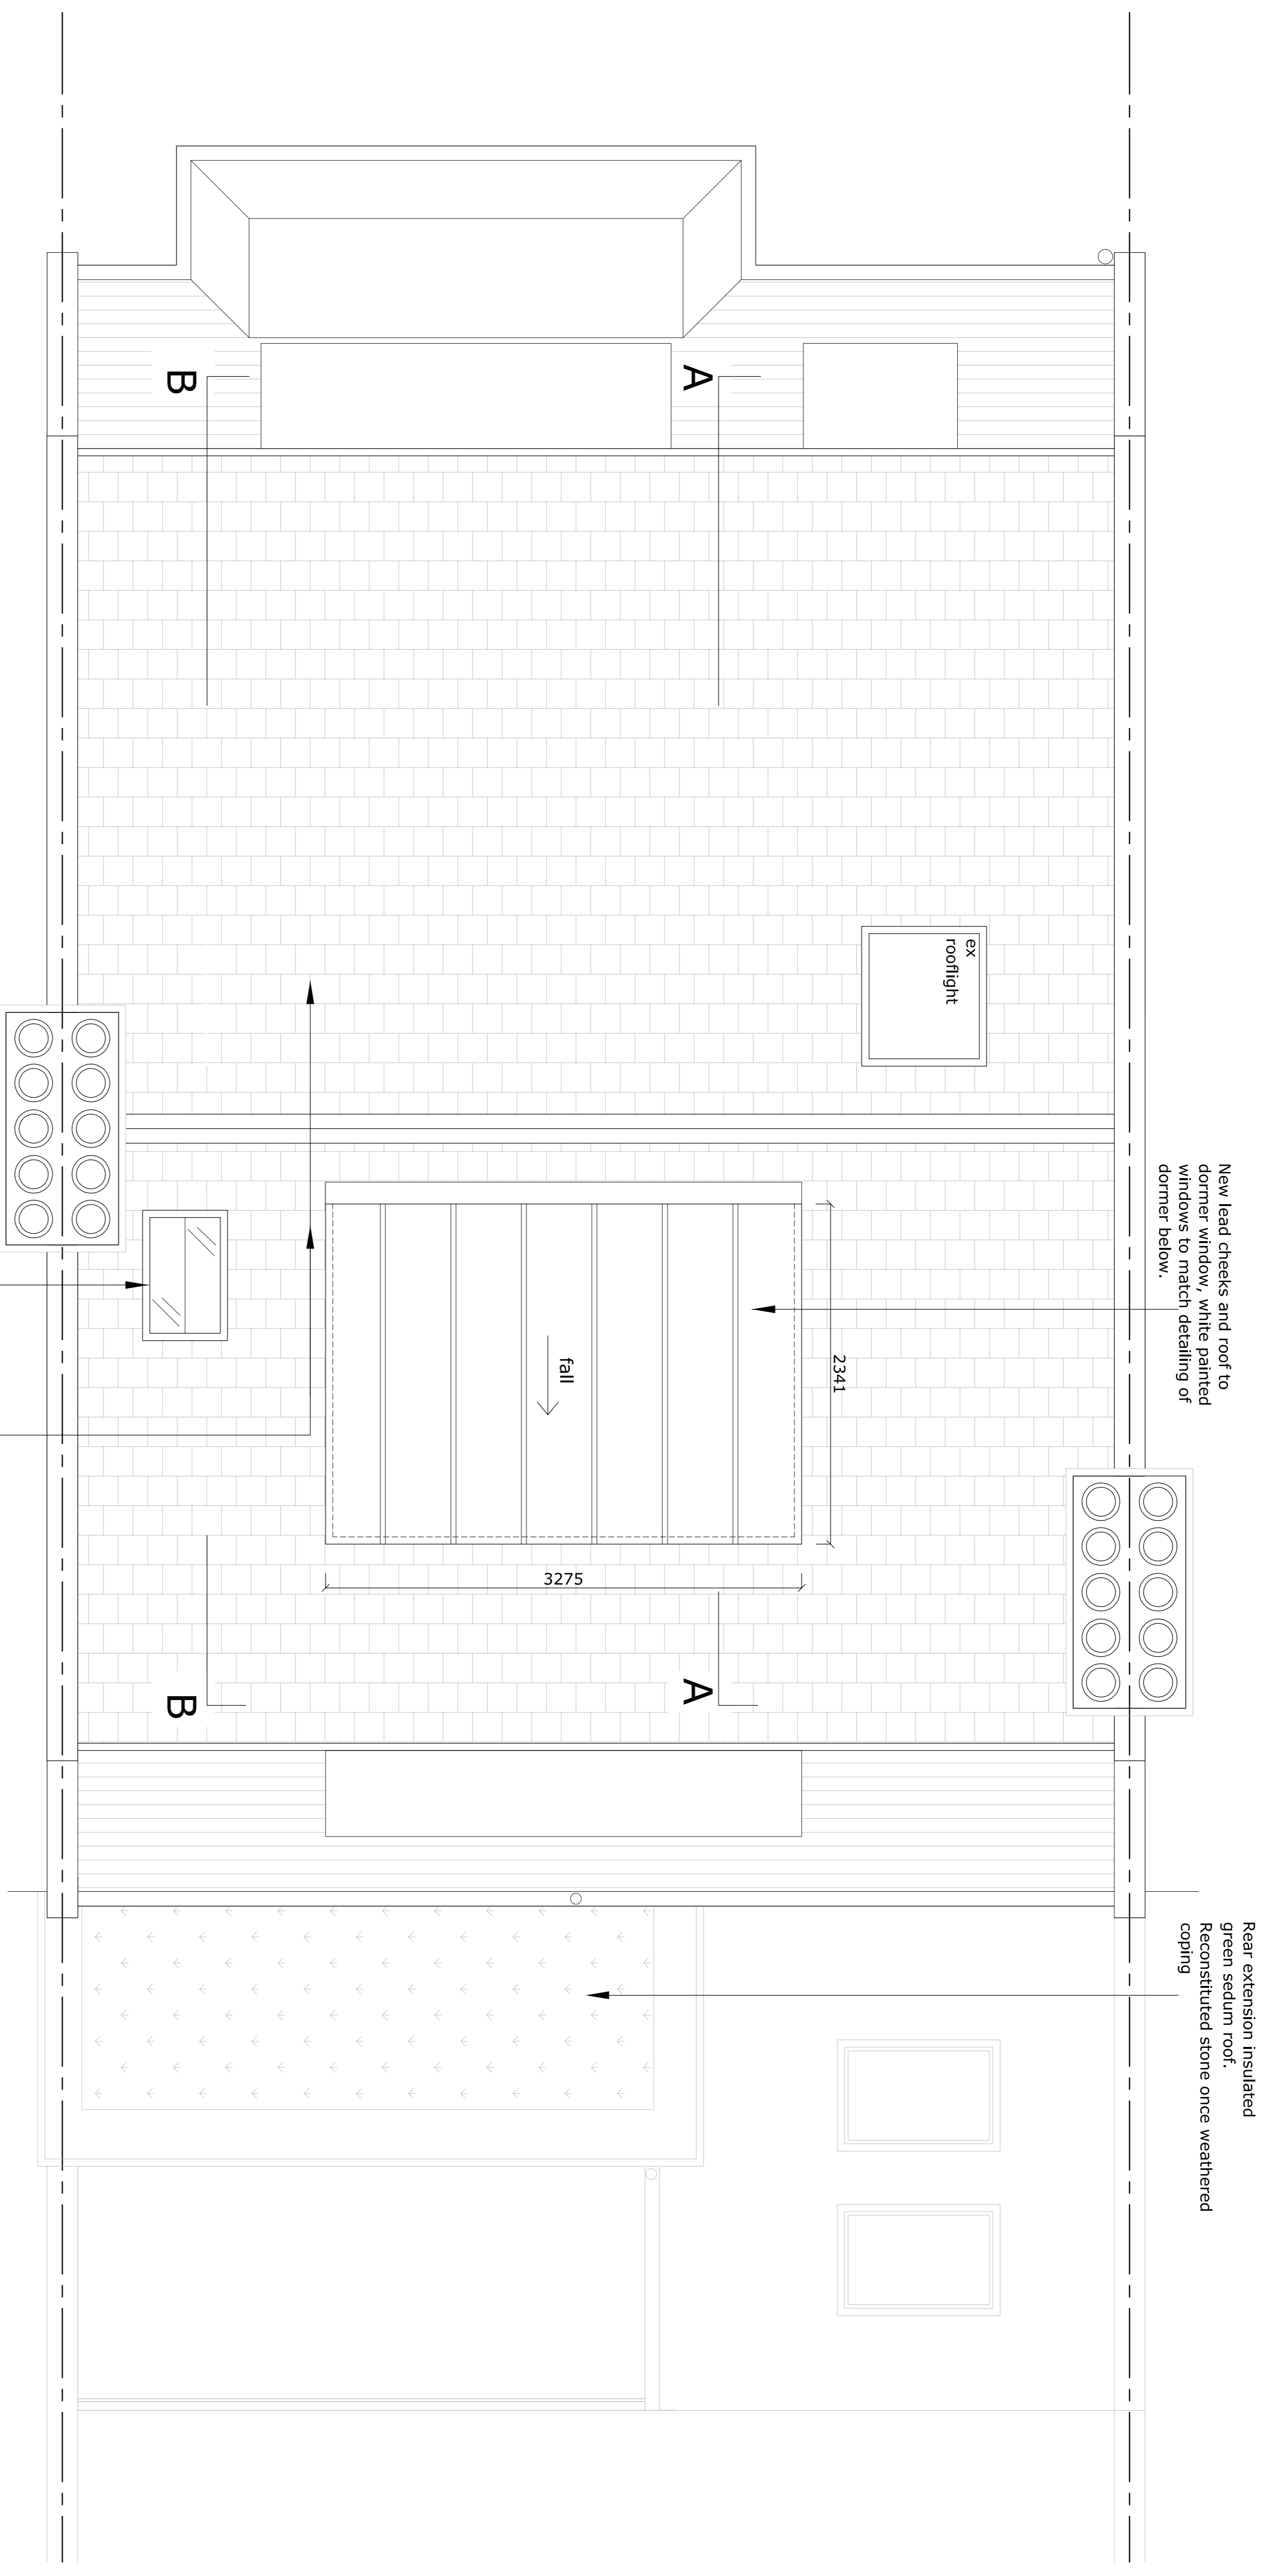 New lead cheeks and roof to
dormer window, white painted
windows to match detailing of
dormer below.
Rear extension insulated
green sedum roof.
Reconstituted stone once weathered
coping
A
A
ex
rooflight
2341
fall
3275
B
B